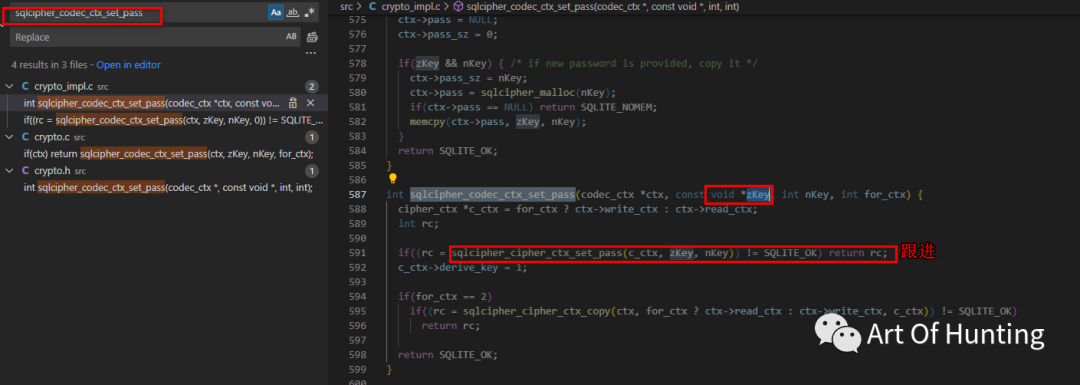 sqlcipher_codec_ctx_set_pass
Aa ab .*
Replace
AB
...
4 results in 3 files - Open in editor
crypto_impl.c src
2
int sqlcipher_codec_ctx_set_pass(codec_ctx *ctx, const vo...
if((rc = sqlcipher_codec_ctx_set_pass(ctx, zKey, nKey, 0)) != SQLITE_...
crypto.c src
1
if(ctx) return sqlcipher_codec_ctx_set_pass(ctx, zKey, nKey, for_ctx);
crypto.h src
1
int sqlcipher_codec_ctx_set_pass(codec_ctx *, const void *, int, int);
src > C crypto_impl.c > sqlcipher_codec_ctx_set_pass(codec_ctx *, const void *, int, int)
575 ctx->pass = NULL;
576 ctx->pass_sz = 0;
577
578 if(zKey && nKey) { /* if new password is provided, copy it */
579 ctx->pass_sz = nKey;
580 ctx->pass = sqlcipher_malloc(nKey);
581 if(ctx->pass == NULL) return SQLITE_NOMEM;
582 memcpy(ctx->pass, zKey, nKey);
583 }
584 return SQLITE_OK;
585 }
586
587 int sqlcipher_codec_ctx_set_pass(codec_ctx *ctx, const void *zKey, int nKey, int for_ctx) {
588 cipher_ctx *c_ctx = for_ctx ? ctx->write_ctx : ctx->read_ctx;
589 int rc;
590
591 if((rc = sqlcipher_cipher_ctx_set_pass(c_ctx, zKey, nKey)) != SQLITE_OK) return rc; 跟进
592 c_ctx->derive_key = 1;
593
594 if(for_ctx == 2)
595 if((rc = sqlcipher_cipher_ctx_copy(ctx, for_ctx ? ctx->read_ctx : ctx->write_ctx, c_ctx)) != SQLITE_OK)
596 return rc;
597
598 return SQLITE_OK;
599 }
Art Of Hunting